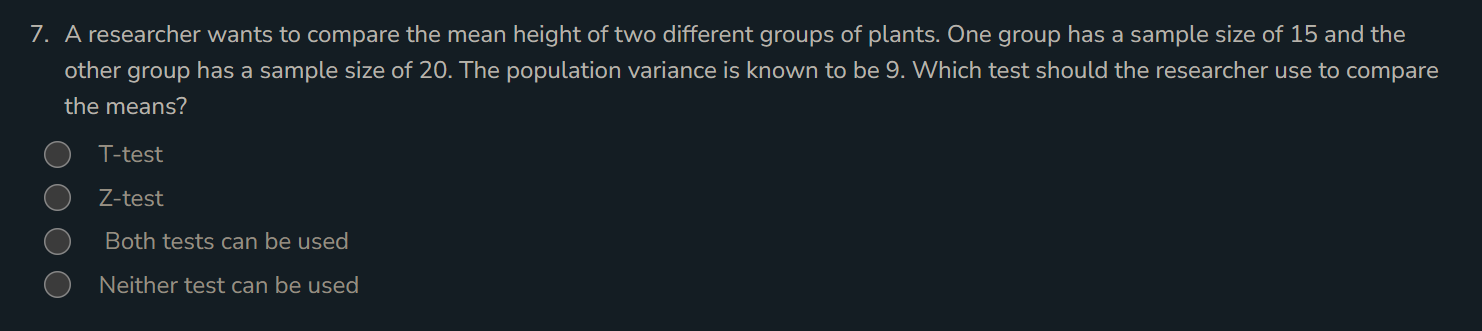 7. A researcher wants to compare the mean height of two different groups of plants. One group has a sample size of 15 and the
other group has a sample size of 20. The population variance is known to be 9. Which test should the researcher use to compare
the means?
T-test
Z-test
Both tests can be used
Neither test can be used